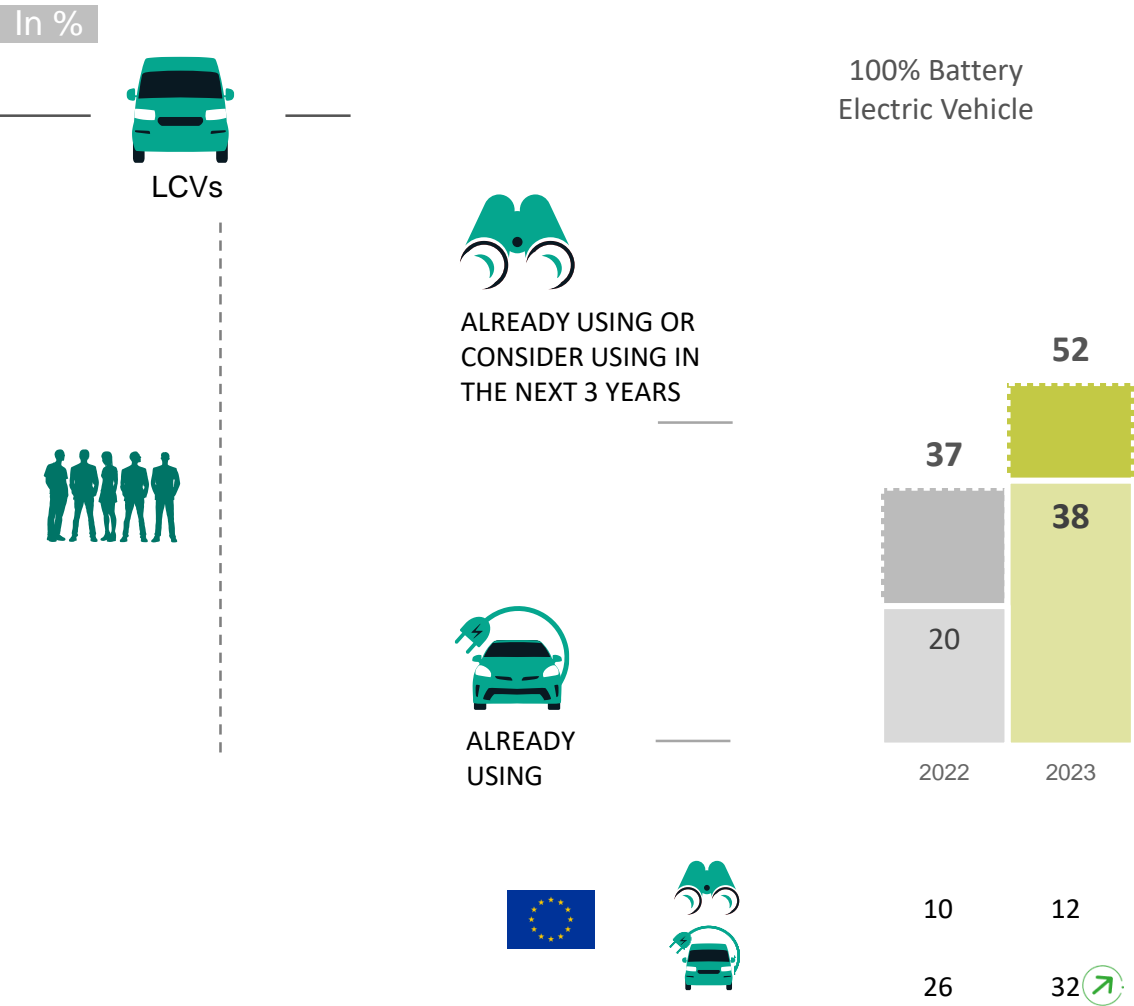 In %
100% Battery
Electric Vehicle
LCVs
ALREADY USING OR
CONSIDER USING IN
THE NEXT 3 YEARS
52
37
38
20
ALREADY
USING
2022 2023
10 12
26 32